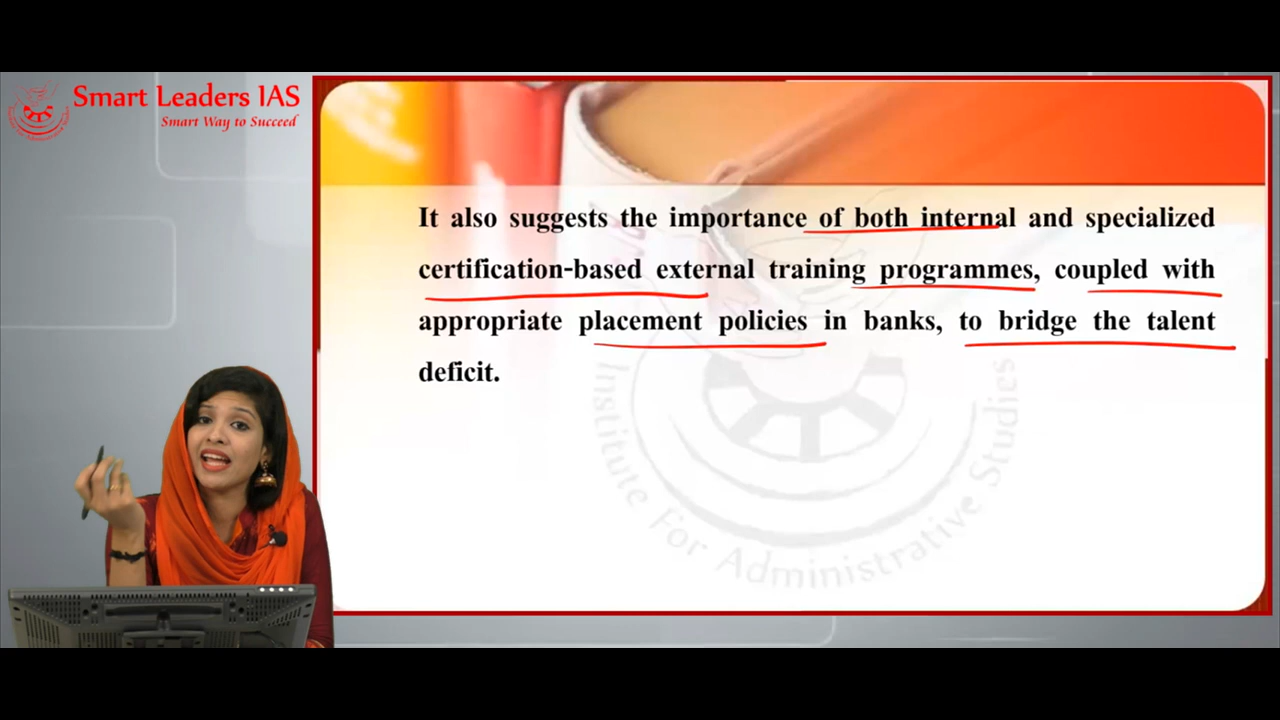 Smart Leaders IAS
Smart Way to Succeed
It also suggests the importance of both internal and specialized
certification-based external training programmes, coupled with
appropriate placement policies in banks, to bridge the talent
deficit.
Institute For Administrative Studies